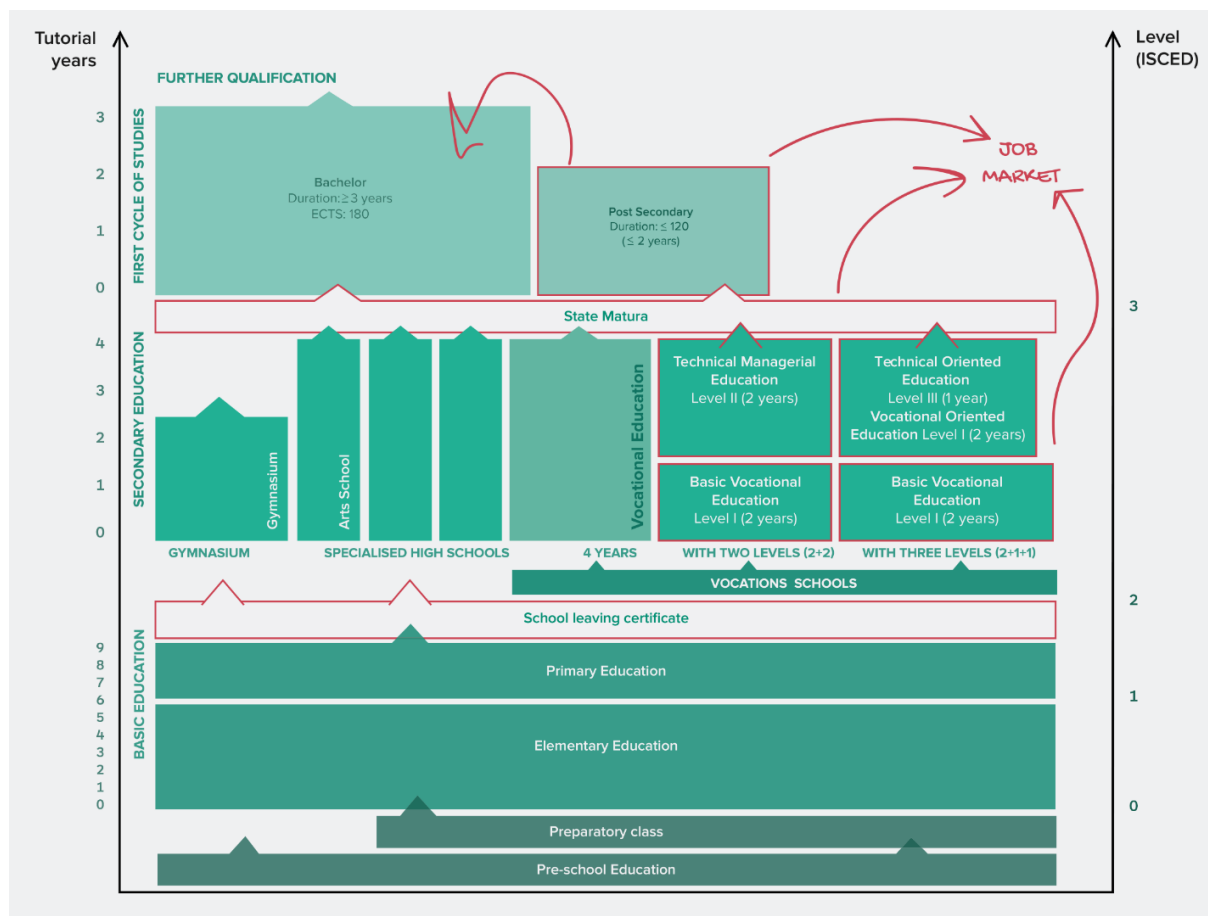 Tutorial
years
Level
(ISCED)
FURTHER QUALIFICATION
FIRST CYCLE OF STUDIES
3
2
1
0
Bachelor
Duration: ≥ 3 years
ECTS: 180
Post Secondary
Duration: ≤ 120
(≤ 2 years)
JOB
MARKET
State Matura
3
SECONDARY EDUCATION
4
3
2
1
0
Gymnasium
Arts School
Vocational Education
Technical Managerial
Education
Level II (2 years)
Basic Vocational
Education
Level I (2 years)
Technical Oriented
Education
Level III (1 year)
Vocational Oriented
Education Level I (2 years)
Basic Vocational
Education
Level I (2 years)
GYMNASIUM
SPECIALISED HIGH SCHOOLS
4 YEARS
WITH TWO LEVELS (2+2)
WITH THREE LEVELS (2+1+1)
VOCATIONS SCHOOLS
School leaving certificate
2
BASIC EDUCATION
9
8
7
6
5
4
3
2
1
0
Primary Education
1
Elementary Education
0
Preparatory class
Pre-school Education